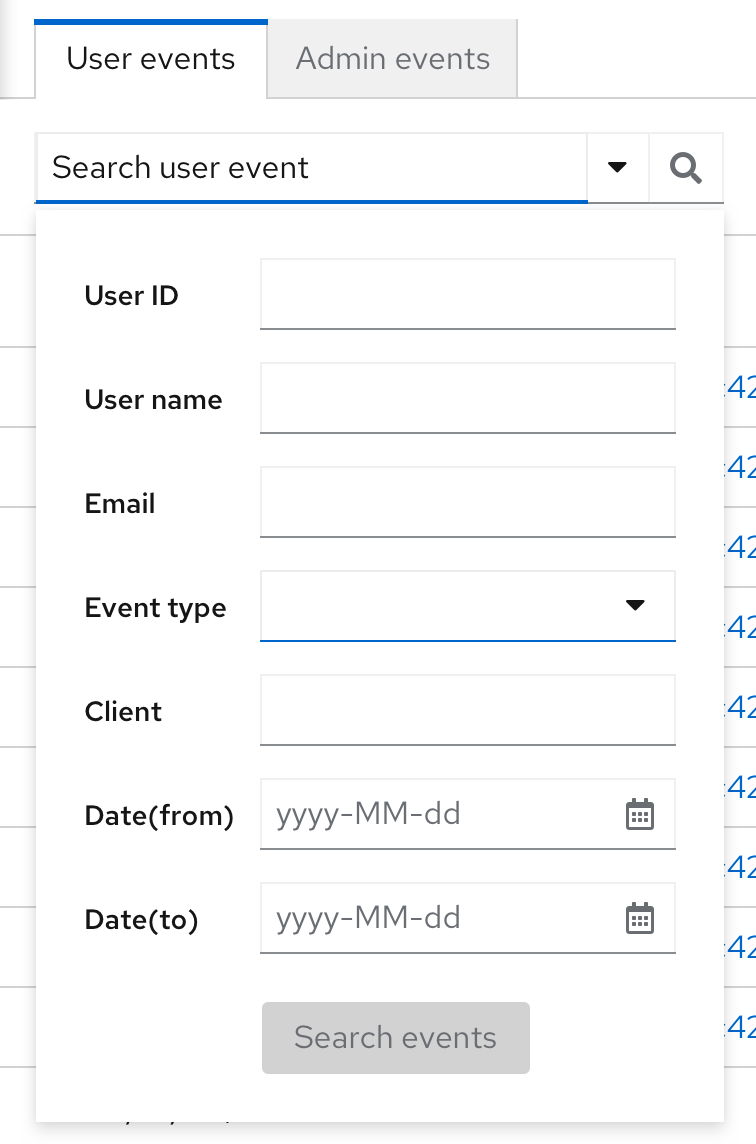 User events
Admin events
Search user event
User ID
User name
Email
Event type
Client
Date(from) yyyy-MM-dd
Date(to) yyyy-MM-dd
Search events
:42
:42
:42
:42
:42
:42
:42
:42
:42